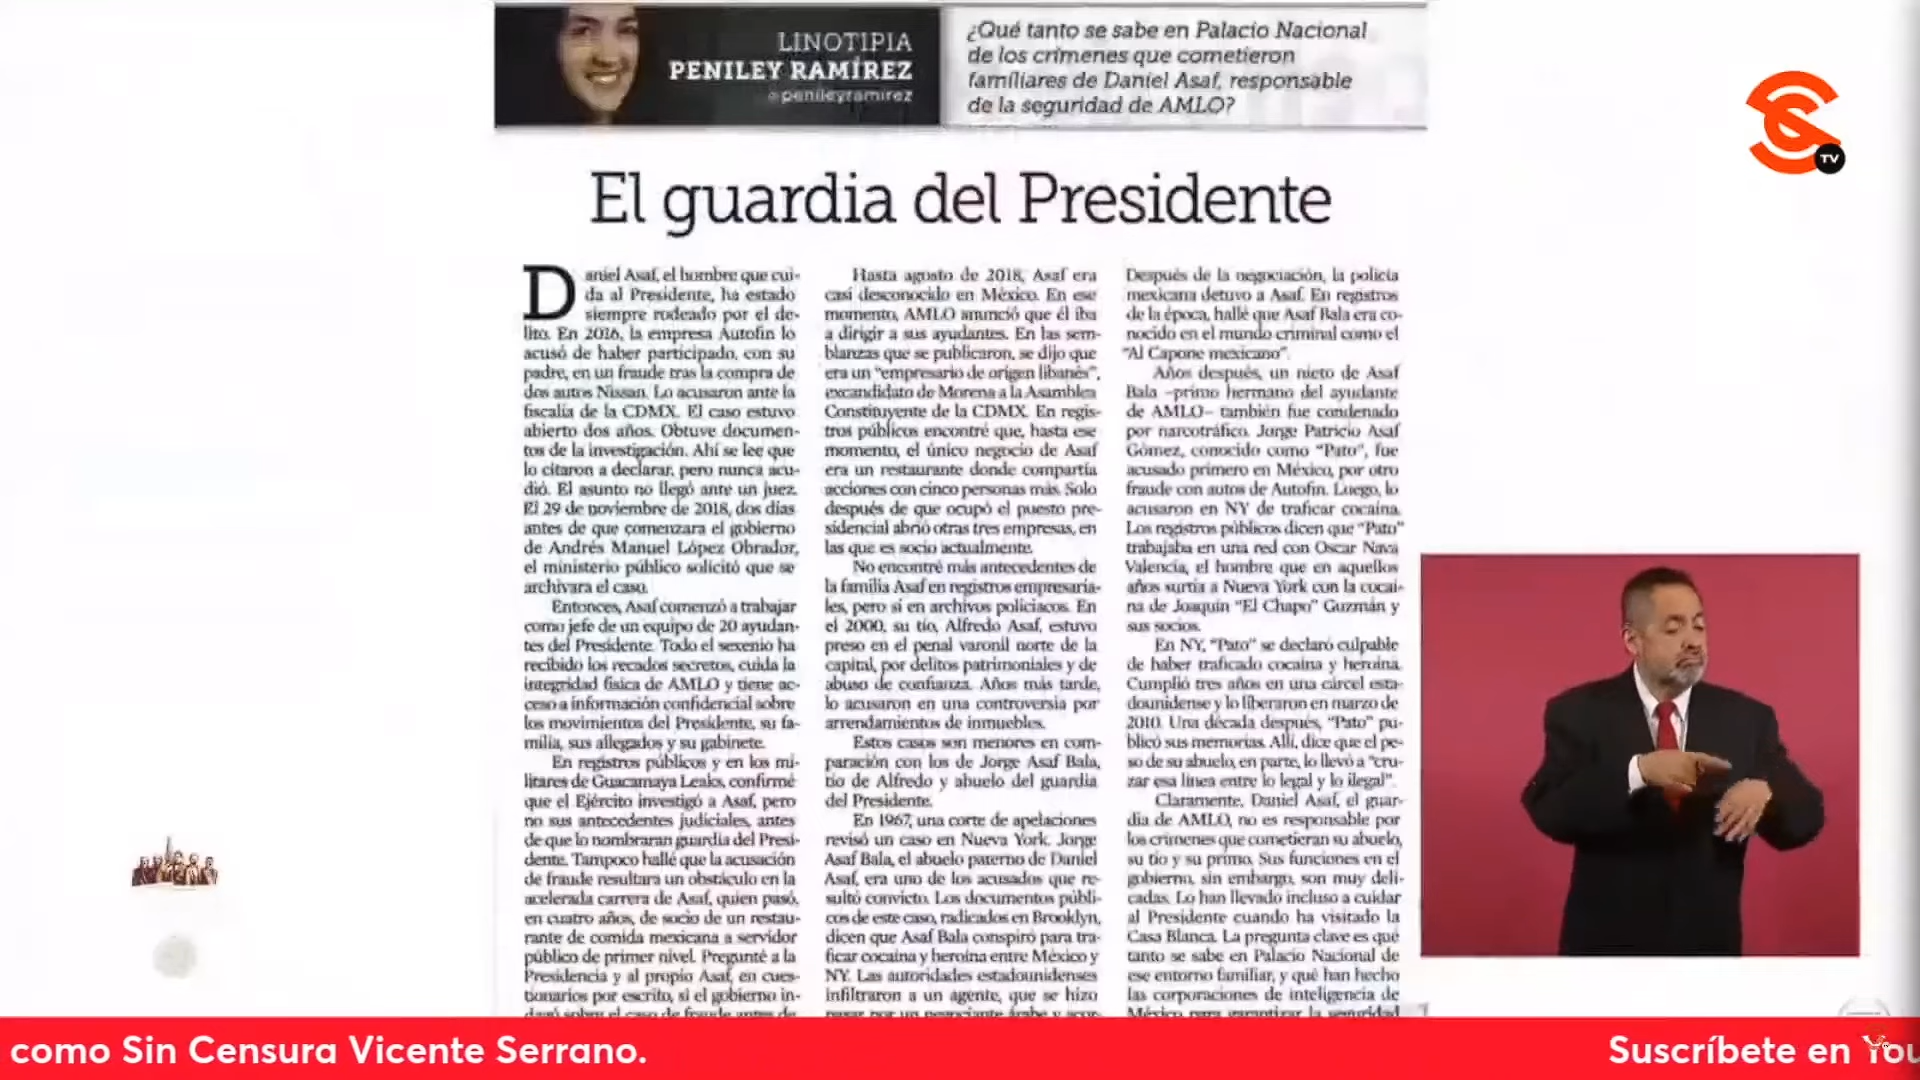 LINOTIPIA
PENILEY RAMÍREZ
@penileyramirez
¿Qué tanto se sabe en Palacio Nacional
de los crímenes que cometieron
familiares de Daniel Asaf, responsable
de la seguridad de AMLO?
TV
El guardia del Presidente
Daniel Asaf, el hombre que cui-
da al Presidente, ha estado
siempre rodeado por el de-
lito. En 2016, la empresa Autofin lo
acusó de haber participado, con su
padre, en un fraude tras la compra de
dos autos Nissan. Lo acusaron ante la
fiscalía de la CDMX. El caso estuvo
abierto dos años. Obtuve documen-
tos de la investigación. Ahí se lee que
lo citaron a declarar, pero nunca acu-
dió. El asunto no llegó ante un juez.
El 29 de noviembre de 2018, dos días
antes de que comenzara el gobierno
de Andrés Manuel López Obrador,
el ministerio público solicitó que se
archivara el caso.
Entonces, Asaf comenzó a trabajar
como jefe de un equipo de 20 ayudan-
tes del Presidente. Todo el sexenio ha
recibido los recados secretos, cuida la
integridad física de AMLO y tiene ac-
ceso a información confidencial sobre
los movimientos del Presidente, su fa-
milia, sus allegados y su gabinete.
En registros públicos y en los mi-
litares de Guacamaya Leaks, confirmé
que el Ejército investigó a Asaf, pero
no sus antecedentes judiciales, antes
de que lo nombraran guardia del Presi-
dente. Tampoco hallé que la acusación
de fraude resultara un obstáculo en la
acelerada carrera de Asaf, quien pasó,
en cuatro años, de socio de un restau-
rante de comida mexicana a servidor
público de primer nivel. Pregunté a la
Presidencia y al propio Asaf, en cues-
tionarios por escrito, si el gobierno in-
dagó sobre el caso de fraude antes de
Hasta agosto de 2018, Asaf era
casi desconocido en México. En ese
momento, AMLO anunció que él iba
a dirigir a sus ayudantes. En las sem-
blanzas que se publicaron, se dijo que
era un "empresario de origen libanés",
excandidato de Morena a la Asamblea
Constituyente de la CDMX. En regis-
tros públicos encontré que, hasta ese
momento, el único negocio de Asaf
era un restaurante donde compartía
acciones con cinco personas más. Solo
después de que ocupó el puesto pre-
sidencial abrió otras tres empresas, en
las que es socio actualmente.
No encontré más antecedentes de
la familia Asaf en registros empresaria-
les, pero sí en archivos policiacos. En
el 2000, su tío, Alfredo Asaf, estuvo
preso en el penal varonil norte de la
capital, por delitos patrimoniales y de
abuso de confianza. Años más tarde,
lo acusaron en una controversia por
arrendamientos de inmuebles.
Estos casos son menores en com-
paración con los de Jorge Asaf Bala,
tío de Alfredo y abuelo del guardia
del Presidente.
En 1967, una corte de apelaciones
revisó un caso en Nueva York. Jorge
Asaf Bala, el abuelo paterno de Daniel
Asaf, era uno de los acusados que re-
sultó convicto. Los documentos públi-
cos de este caso, radicados en Brooklyn,
dicen que Asaf Bala conspiró para tra-
ficar cocaína y heroína entre México y
NY. Las autoridades estadounidenses
infiltraron a un agente, que se hizo
pasar por un negociante árabe y acor-
Después de la negociación, la policía
mexicana detuvo a Asaf. En registros
de la época, hallé que Asaf Bala era co-
nocido en el mundo criminal como el
"Al Capone mexicano".
Años después, un nieto de Asaf
Bala –primo hermano del ayudante
de AMLO– también fue condenado
por narcotráfico. Jorge Patricio Asaf
Gómez, conocido como "Pato", fue
acusado primero en México, por otro
fraude con autos de Autofin. Luego, lo
acusaron en NY de traficar cocaína.
Los registros públicos dicen que "Pato"
trabajaba en una red con Oscar Nava
Valencia, el hombre que en aquellos
años surtía a Nueva York con la cocaí-
na de Joaquín "El Chapo" Guzmán y
sus socios.
En NY, "Pato" se declaró culpable
de haber traficado cocaína y heroína.
Cumplió tres años en una cárcel esta-
dounidense y lo liberaron en marzo de
2010. Una década después, "Pato" pu-
blicó sus memorias. Allí, dice que el pe-
so de su abuelo, en parte, lo llevó a "cru-
zar esa línea entre lo legal y lo ilegal".
Claramente, Daniel Asaf, el guar-
dia de AMLO, no es responsable por
los crímenes que cometieran su abuelo,
su tío y su primo. Sus funciones en el
gobierno, sin embargo, son muy deli-
cadas. Lo han llevado incluso a cuidar
al Presidente cuando ha visitado la
Casa Blanca. La pregunta clave es qué
tanto se sabe en Palacio Nacional de
ese entorno familiar, y qué han hecho
las corporaciones de inteligencia de
México para garantizar la seguridad
como Sin Censura Vicente Serrano.
Suscríbete en You